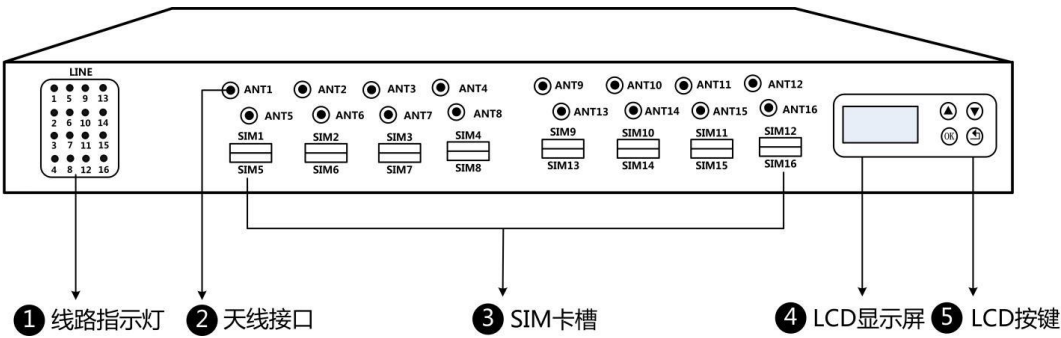 LINE
1 5 9 13
2 6 10 14
3 7 11 15
4 8 12 16
ANT1 ANT2 ANT3 ANT4 ANT9 ANT10 ANT11 ANT12
ANT5 ANT6 ANT7 ANT8 ANT13 ANT14 ANT15 ANT16
SIM1 SIM2 SIM3 SIM4 SIM9 SIM10 SIM11 SIM12
SIM5 SIM6 SIM7 SIM8 SIM13 SIM14 SIM15 SIM16
OK
1 线路指示灯 2 天线接口 3 SIM卡槽 4 LCD显示屏 5 LCD按键